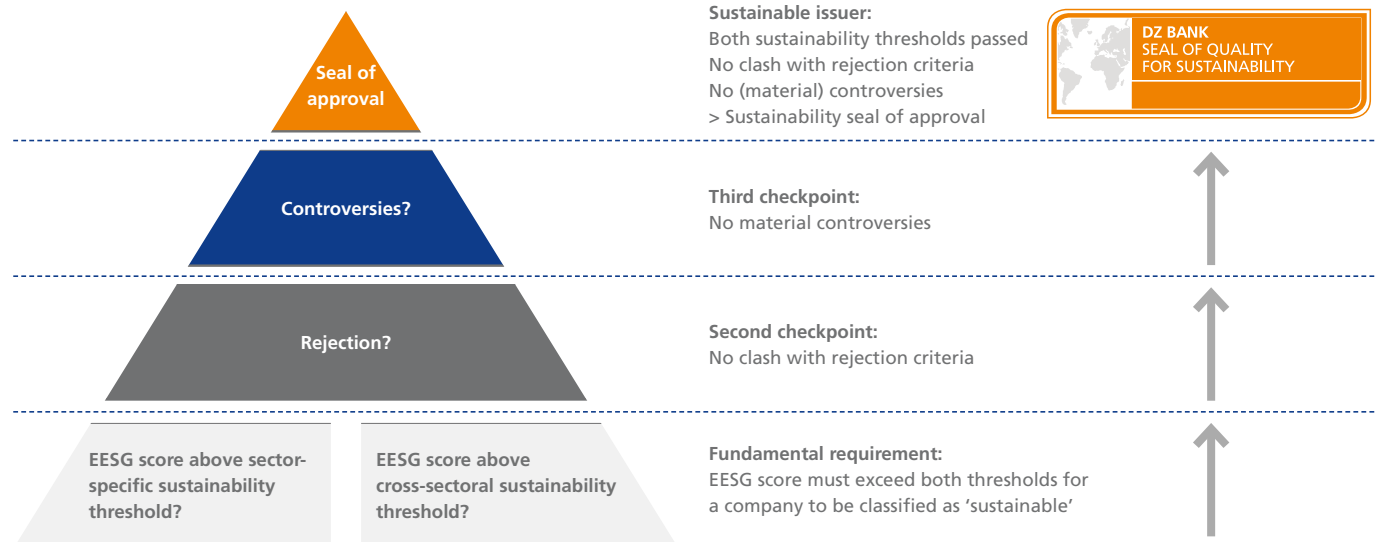 Seal of
approval
Sustainable issuer:
Both sustainability thresholds passed
No clash with rejection criteria
No (material) controversies
> Sustainability seal of approval
DZ BANK
SEAL OF QUALITY
FOR SUSTAINABILITY
Controversies?
Third checkpoint:
No material controversies
Rejection?
Second checkpoint:
No clash with rejection criteria
EESG score above sector-
specific sustainability
threshold?
EESG score above
cross-sectoral sustainability
threshold?
Fundamental requirement:
EESG score must exceed both thresholds for
a company to be classified as ‘sustainable’